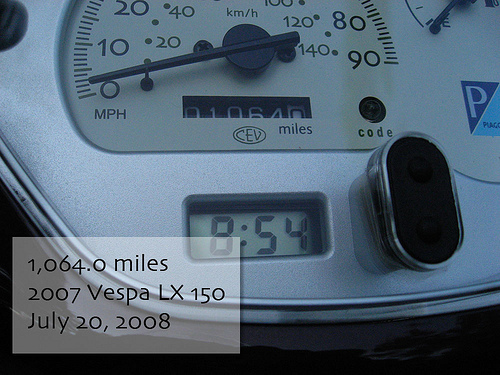 20 40 km/h 100 120 80
10 20 140 90
0
MPH
010640
miles
CEV
code
P
PIAGG
8:54
1,064.0 miles
2007 Vespa LX 150
July 20, 2008